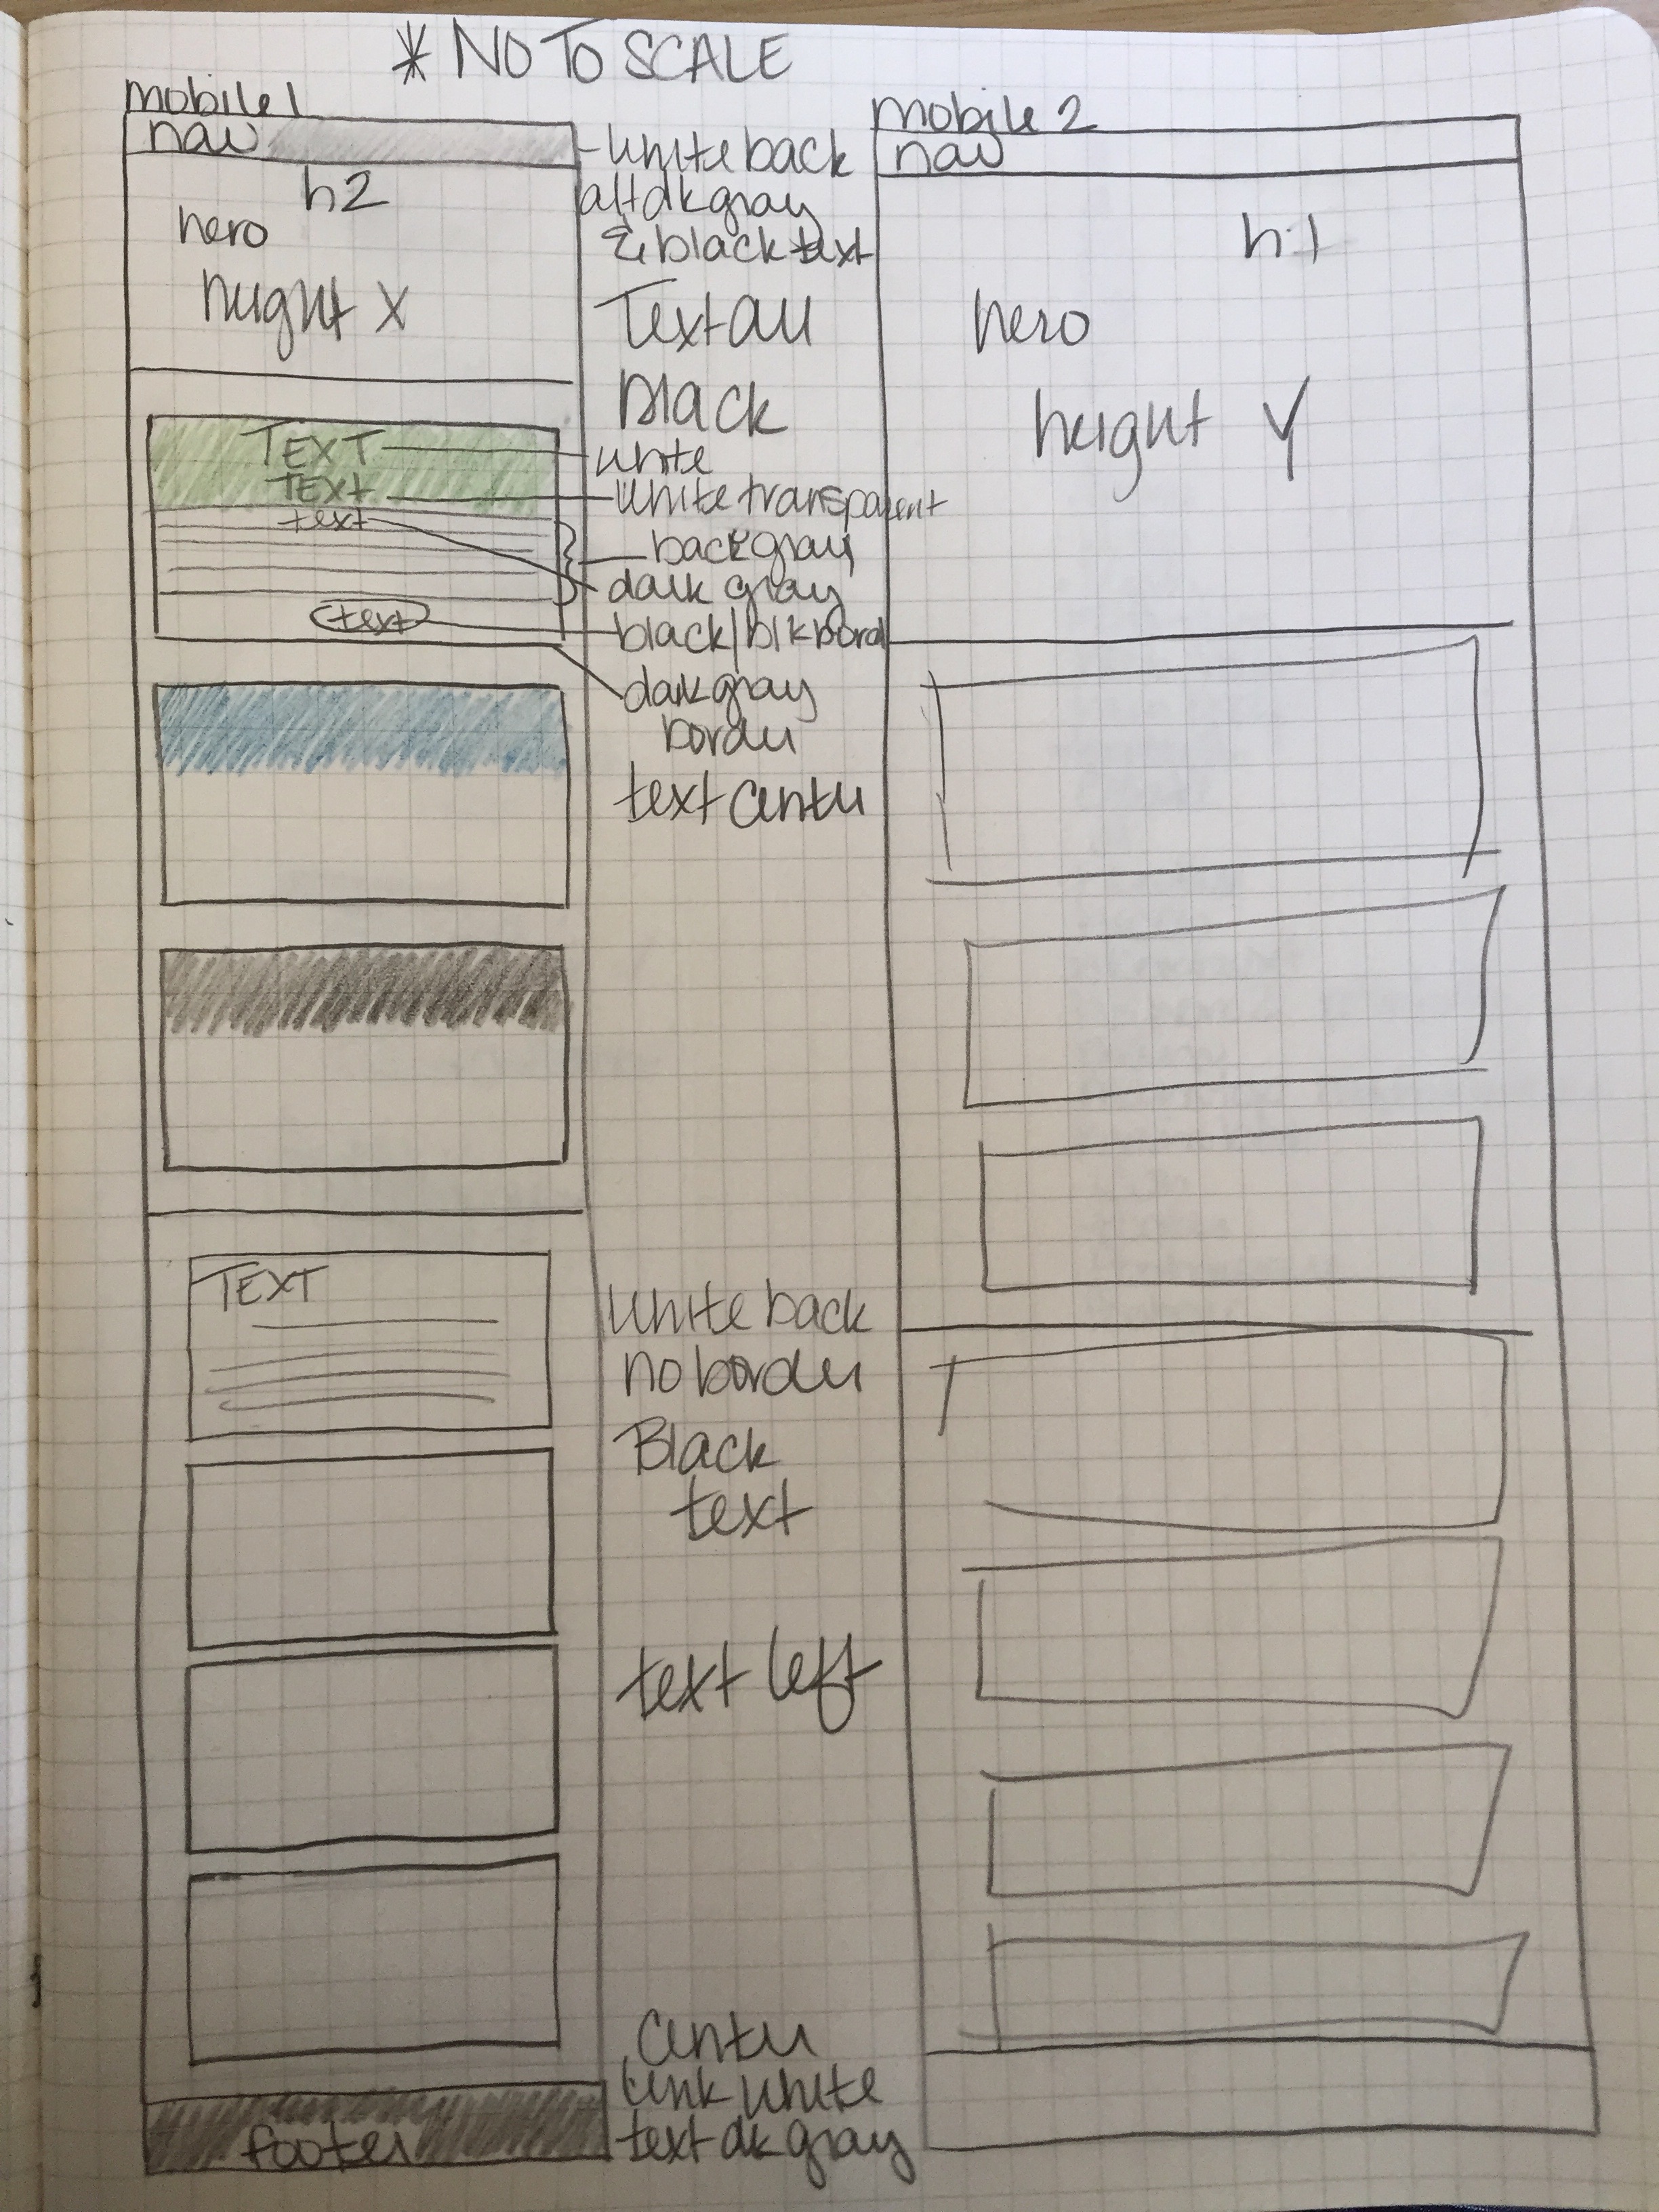 * NO TO SCALE
mobile 1
nav
h2
hero
height x
TEXT
TEXT
text
text
TEXT
footer
white back
alt dk gray
& black text
Text all
black
white
white transparent
back gray
dark gray
black/blk bord
dark gray
border
text center
white back
no border
Black
text
text left
center
link white
text dk gray
mobile 2
nav
h1
hero
height y